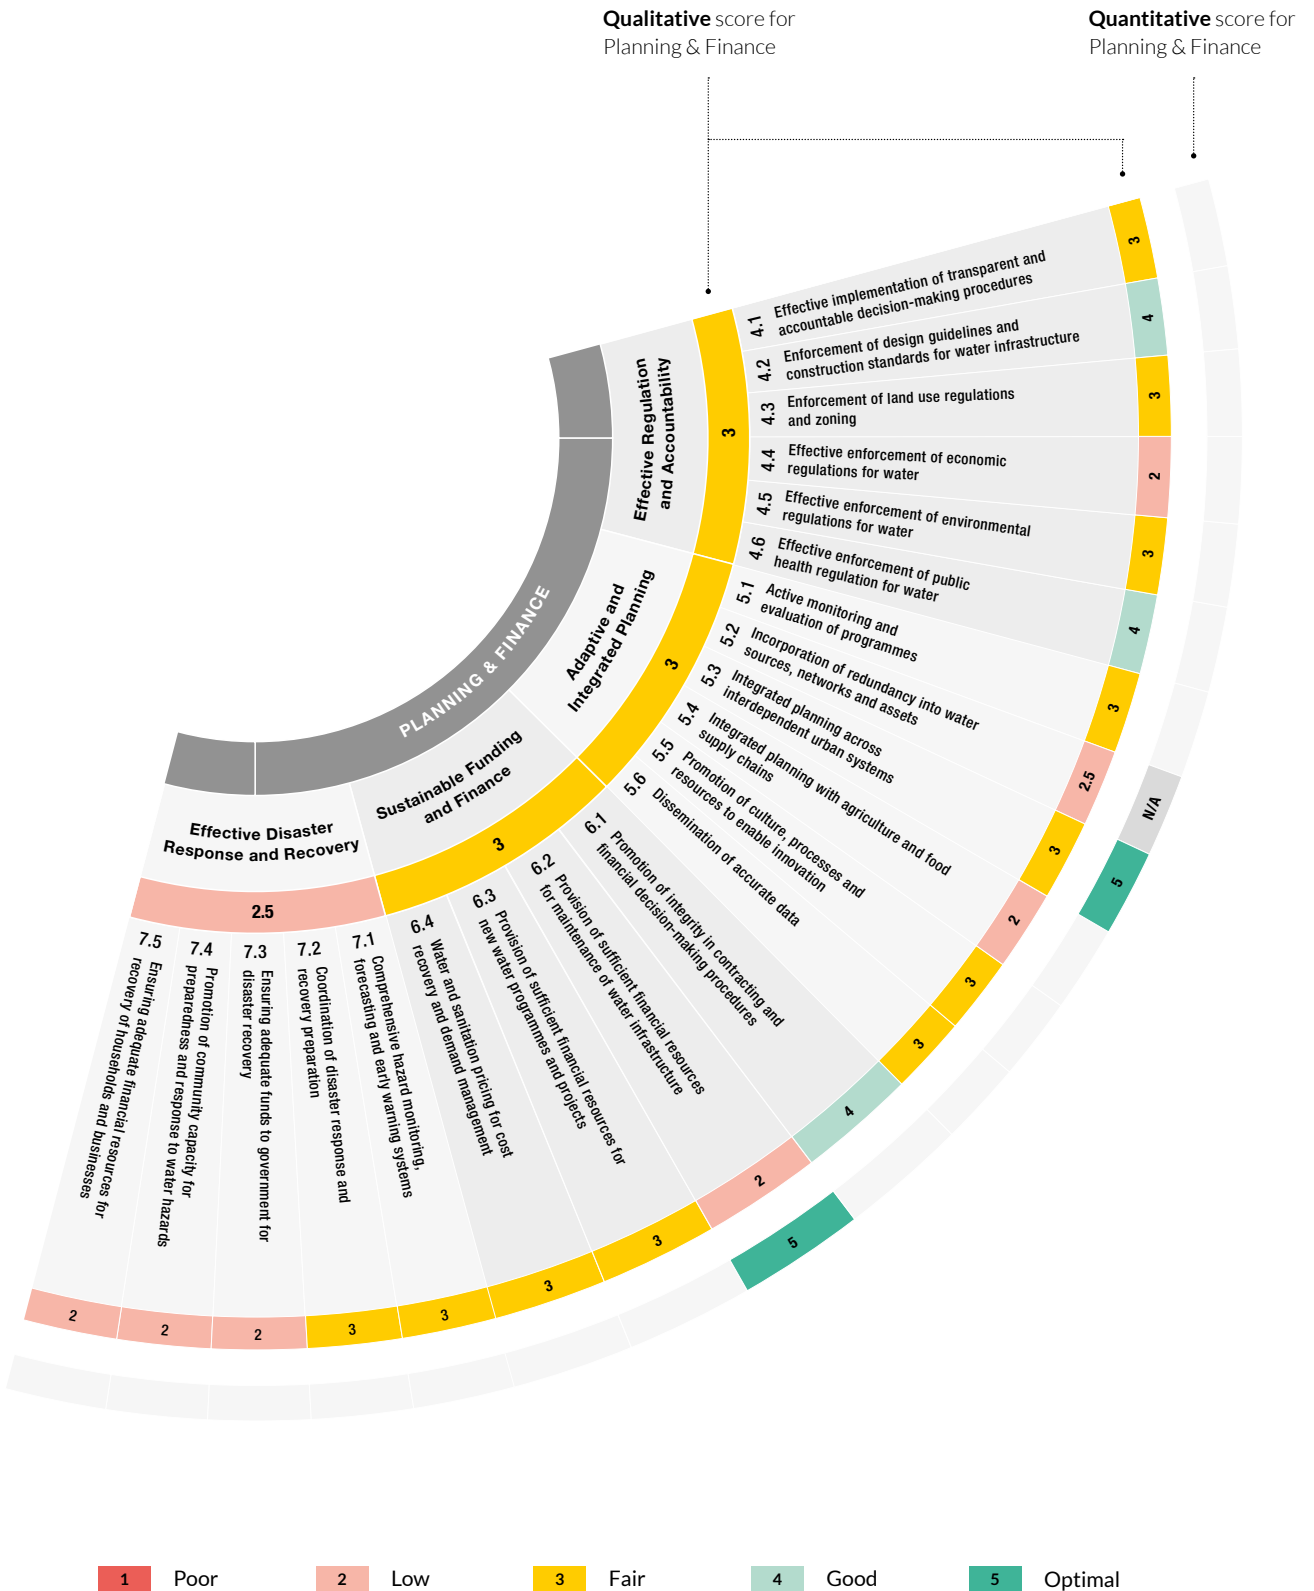 Qualitative score for
Planning & Finance
Quantitative score for
Planning & Finance
PLANNING & FINANCE
Effective Regulation
and Accountability
3
4.1
Effective implementation of transparent and
accountable decision-making procedures
3
4.2
Enforcement of design guidelines and
construction standards for water infrastructure
4
4.3
Enforcement of land use regulations
and zoning
3
4.4
Effective enforcement of economic
regulations for water
2
4.5
Effective enforcement of environmental
regulations for water
3
4.6
Effective enforcement of public
health regulation for water
4
Adaptive and
Integrated Planning
3
5.1
Active monitoring and
evaluation of programmes
3
5.2
Incorporation of redundancy into water
sources, networks and assets
2.5
N/A
5.3
Integrated planning across
interdependent urban systems
3
5
5.4
Integrated planning with agriculture and food
supply chains
2
5.5
Promotion of culture, processes and
resources to enable innovation
3
5.6
Dissemination of accurate data
3
Sustainable Funding
and Finance
3
6.1
Promotion of integrity in contracting and
financial decision-making procedures
4
6.2
Provision of sufficient financial resources
for maintenance of water infrastructure
2
5
6.3
Provision of sufficient financial resources for
new water programmes and projects
3
6.4
Water and sanitation pricing for cost
recovery and demand management
3
Effective Disaster
Response and Recovery
2.5
7.1
Comprehensive hazard monitoring,
forecasting and early warning systems
3
7.2
Coordination of disaster response and
recovery preparation
3
7.3
Ensuring adequate funds to government for
disaster recovery
2
7.4
Promotion of community capacity for
preparedness and response to water hazards
2
7.5
Ensuring adequate financial resources for
recovery of households and businesses
2
1 Poor
2 Low
3 Fair
4 Good
5 Optimal